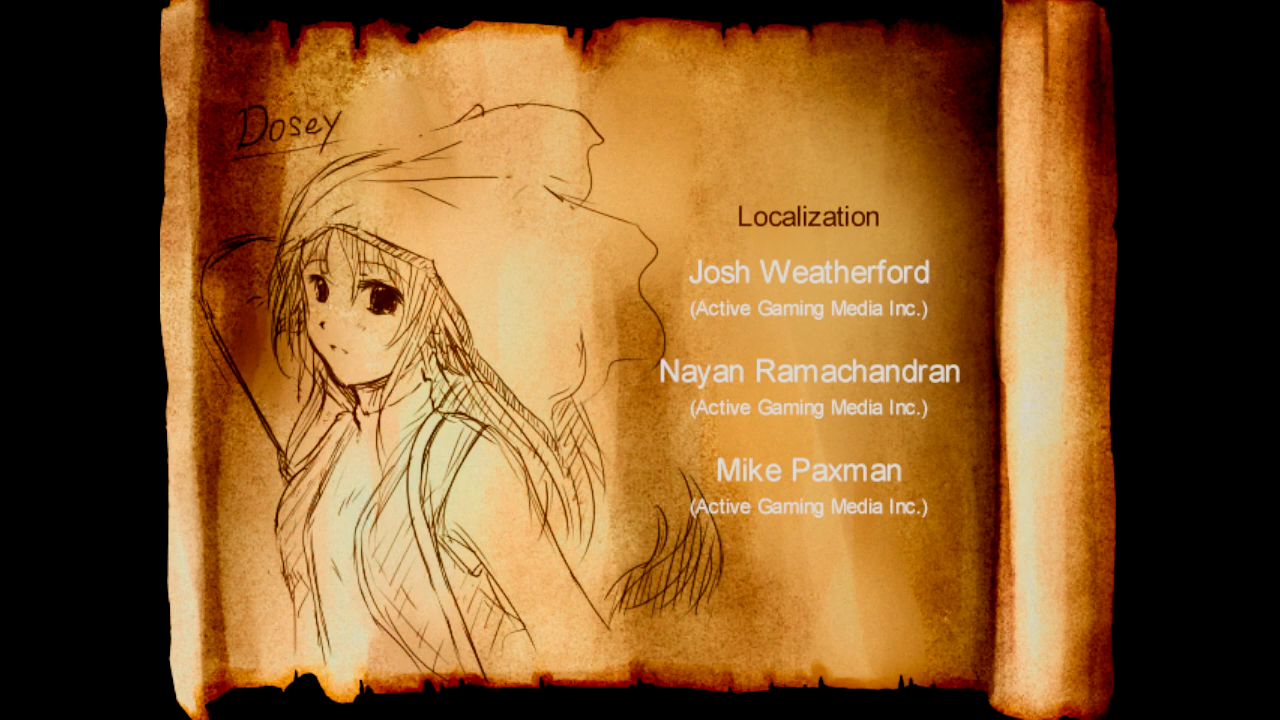 Dosey
Localization
Josh Weatherford
(Active Gaming Media Inc.)
Nayan Ramachandran
(Active Gaming Media Inc.)
Mike Paxman
(Active Gaming Media Inc.)